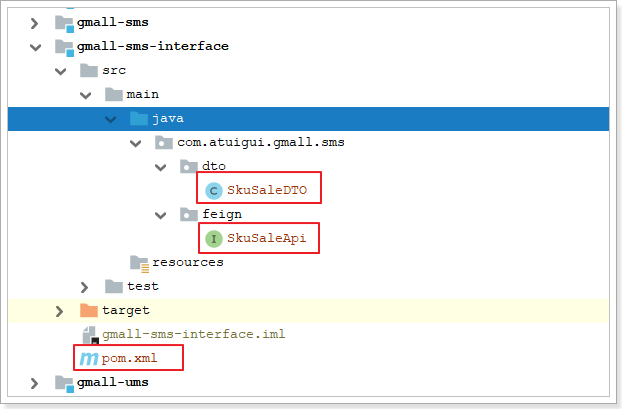 gmall-sms
gmall-sms-interface
src
main
java
com.atuigui.gmall.sms
dto
C SkuSaleDTO
feign
I SkuSaleApi
resources
test
target
gmall-sms-interface.iml
m pom.xml
gmall-ums